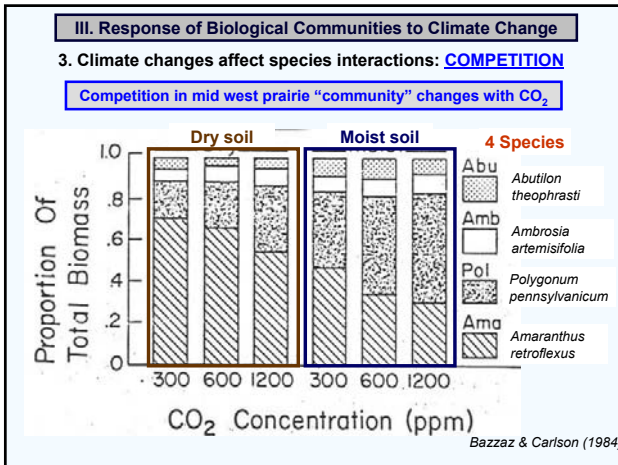 III. Response of Biological Communities to Climate Change
3. Climate changes affect species interactions: COMPETITION
Competition in mid west prairie “community” changes with CO2
Dry soil
Moist soil
4 Species
Proportion Of
Total Biomass
1.0
.8
.6
.4
.2
0
300 600 1200 300 600 1200
CO2 Concentration (ppm)
Abu
Abutilon
theophrasti
Amb
Ambrosia
artemisifolia
Pol
Polygonum
pennsylvanicum
Ama
Amaranthus
retroflexus
Bazzaz & Carlson (1984)